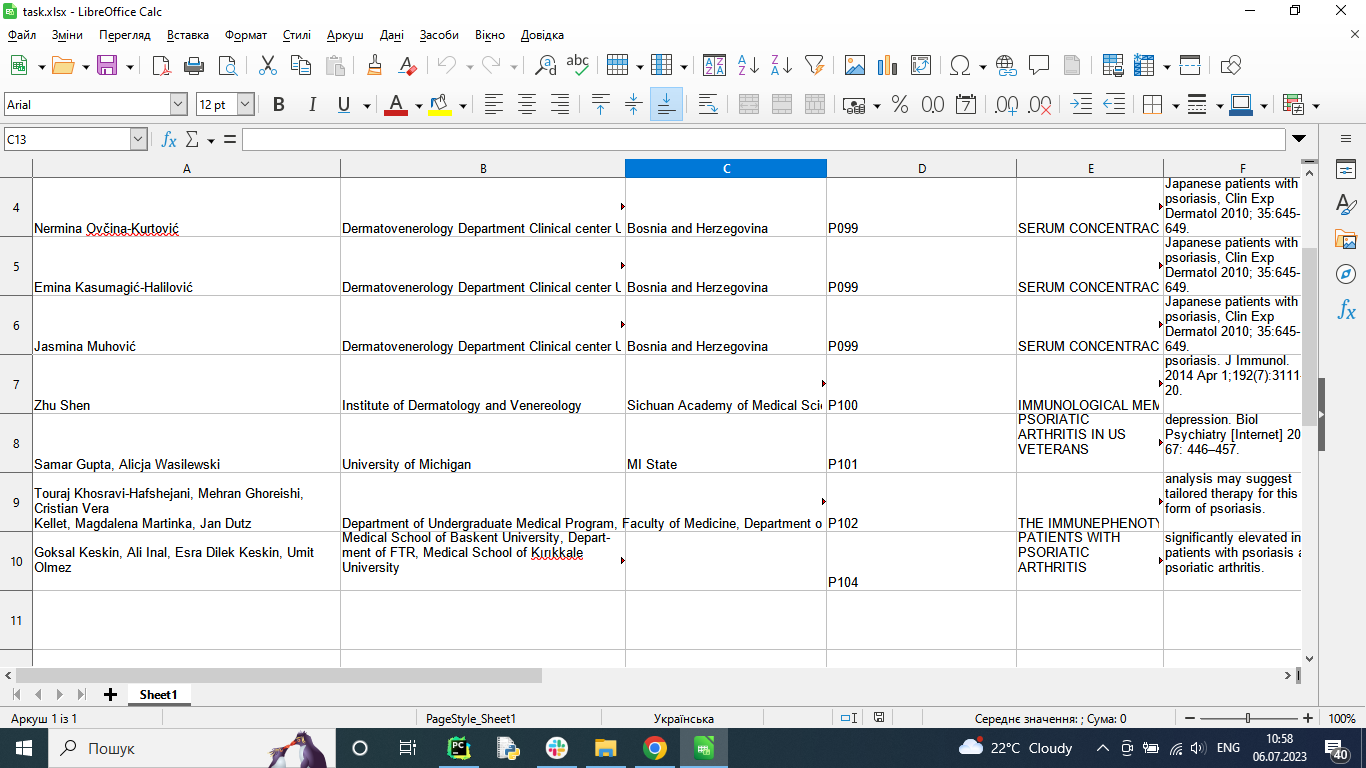 task.xlsx - LibreOffice Calc
Файл Зміни Перегляд Вставка Формат Стилі Аркуш Дані Засоби Вікно Довідка
Arial 12 pt
C13
A B C D E F
4
Nermina Ovčina-Kurtović
Dermatovenerology Department Clinical center U
Bosnia and Herzegovina
P099
SERUM CONCENTRAC
Japanese patients with
psoriasis, Clin Exp
Dermatol 2010; 35:645-
649.
5
Emina Kasumagić-Halilović
Dermatovenerology Department Clinical center U
Bosnia and Herzegovina
P099
SERUM CONCENTRAC
Japanese patients with
psoriasis, Clin Exp
Dermatol 2010; 35:645-
649.
6
Jasmina Muhović
Dermatovenerology Department Clinical center U
Bosnia and Herzegovina
P099
SERUM CONCENTRAC
Japanese patients with
psoriasis, Clin Exp
Dermatol 2010; 35:645-
649.
7
Zhu Shen
Institute of Dermatology and Venereology
Sichuan Academy of Medical Sci
P100
IMMUNOLOGICAL MEM
psoriasis. J Immunol.
2014 Apr 1;192(7):3111-
20.
8
Samar Gupta, Alicja Wasilewski
University of Michigan
MI State
P101
PSORIATIC
ARTHRITIS IN US
VETERANS
depression. Biol
Psychiatry [Internet] 20
67: 446–457.
9
Touraj Khosravi-Hafshejani, Mehran Ghoreishi,
Cristian Vera
Kellet, Magdalena Martinka, Jan Dutz
Department of Undergraduate Medical Program, Faculty of Medicine, Department o
P102
THE IMMUNEPHENOTY
analysis may suggest
tailored therapy for this
form of psoriasis.
10
Goksal Keskin, Ali Inal, Esra Dilek Keskin, Umit
Olmez
Medical School of Baskent University, Depart-
ment of FTR, Medical School of Kırıkkale
University
P104
PATIENTS WITH
PSORIATIC
ARTHRITIS
significantly elevated in
patients with psoriasis a
psoriatic arthritis.
11
Sheet1
Аркуш 1 із 1 PageStyle_Sheet1 Українська Середнє значення: ; Сума: 0 100%
Пошук 22°C Cloudy ENG 10:58
06.07.2023
40